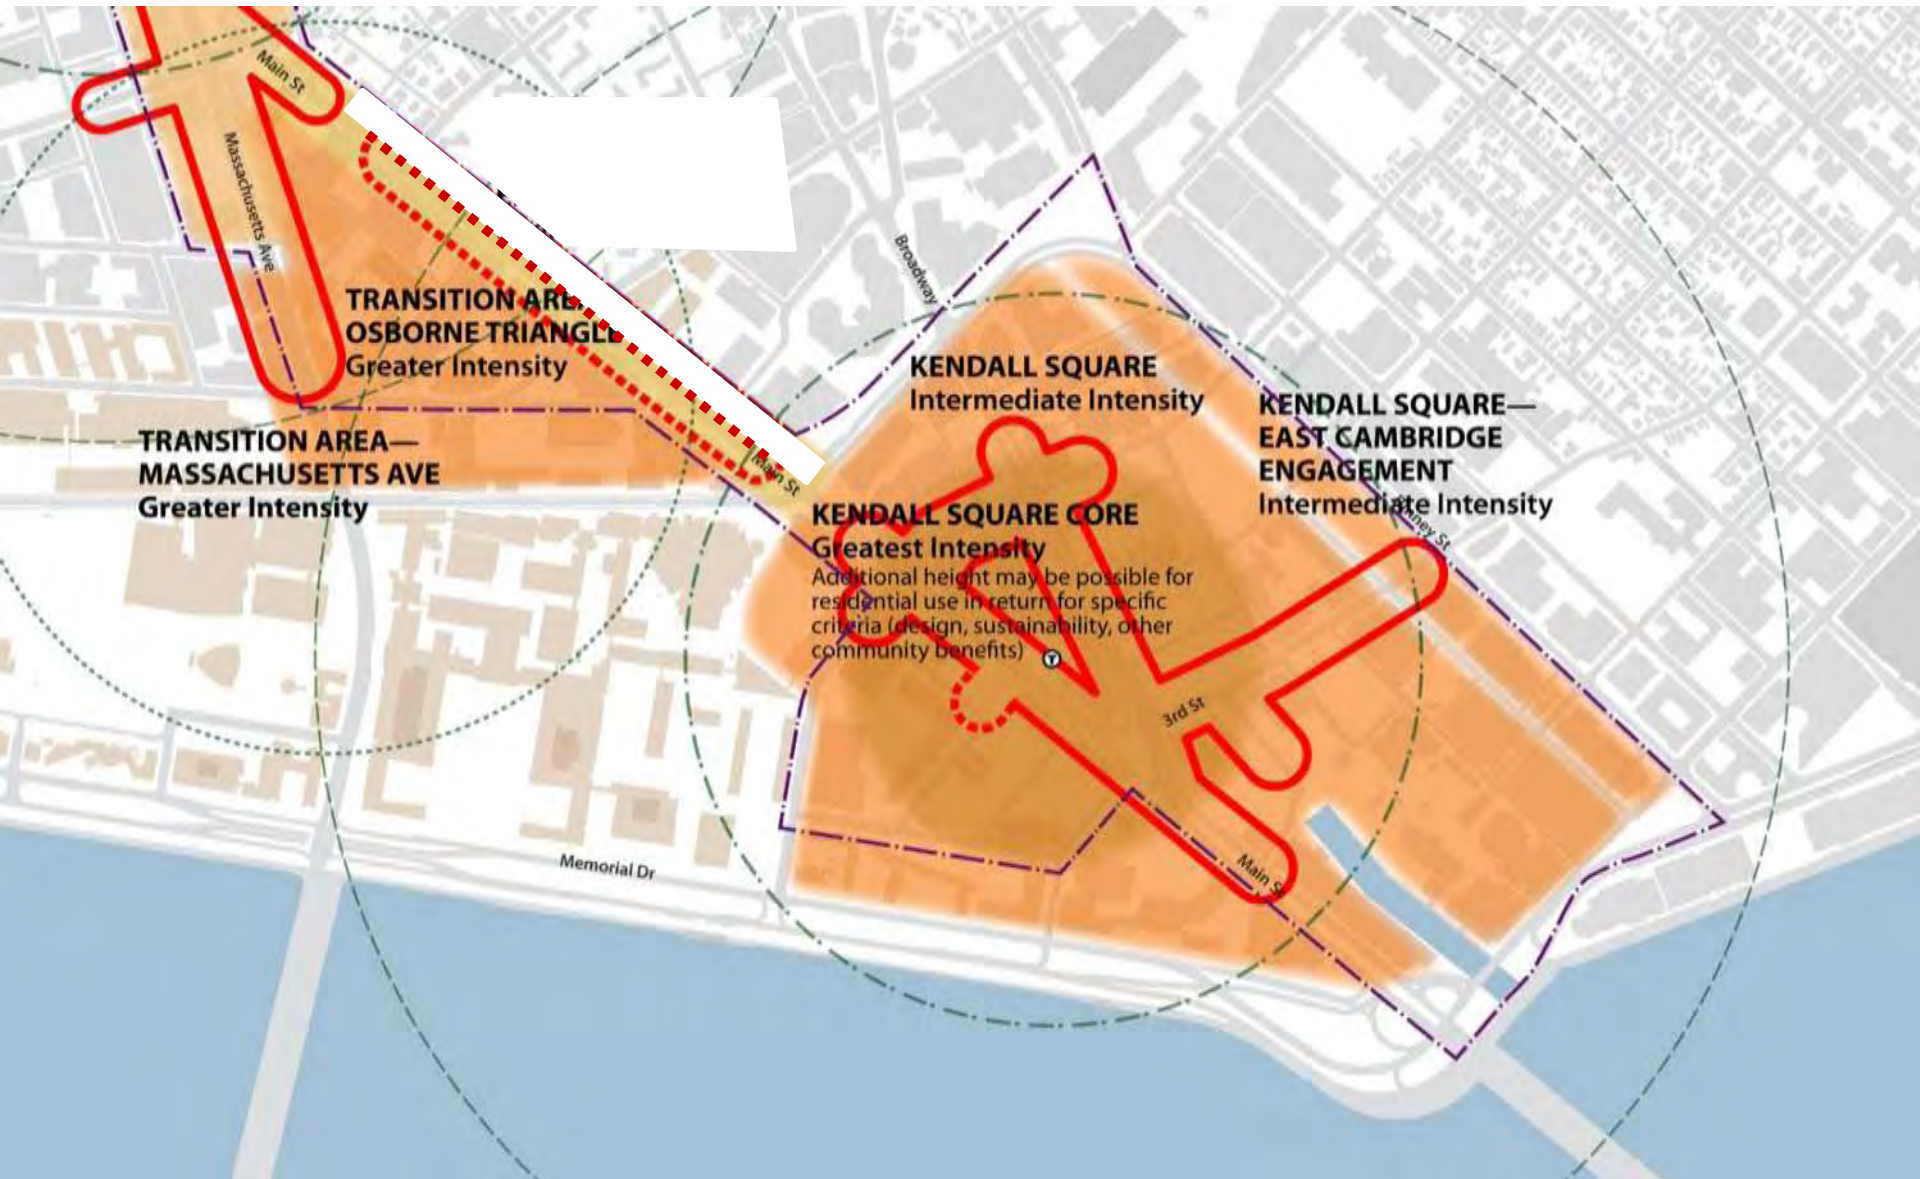 Main St
Massachusetts Ave
Broadway
TRANSITION AREA
OSBORNE TRIANGLE
Greater Intensity
KENDALL SQUARE
Intermediate Intensity
KENDALL SQUARE—
EAST CAMBRIDGE
ENGAGEMENT
Intermediate Intensity
TRANSITION AREA—
MASSACHUSETTS AVE
Greater Intensity
Main St
KENDALL SQUARE CORE
Greatest Intensity
Additional height may be possible for
residential use in return for specific
criteria (design, sustainability, other
community benefits)
T
3rd St
Main St
Memorial Dr